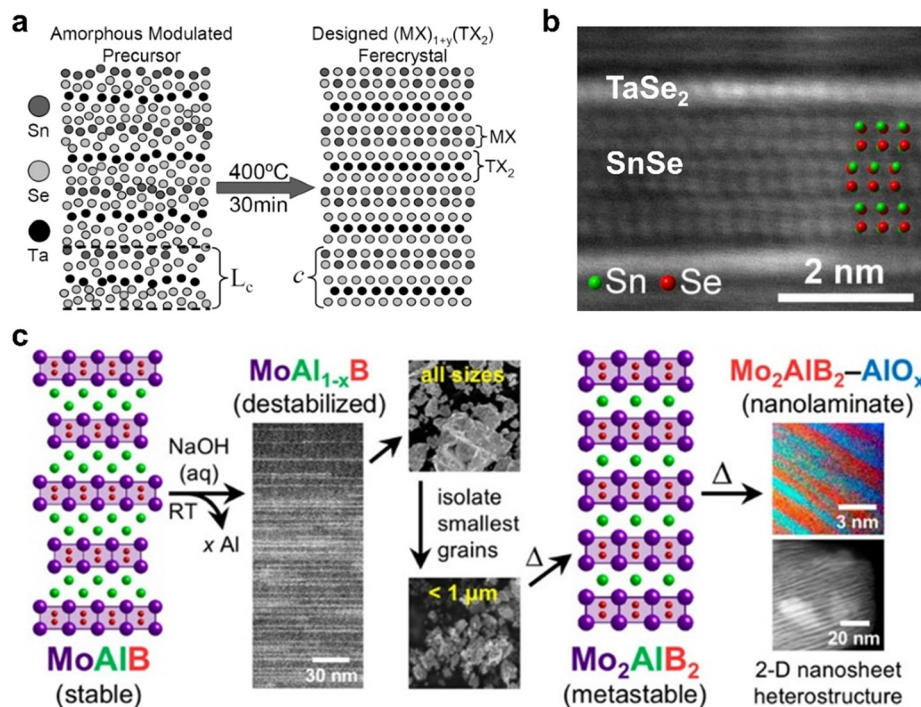 a
Amorphous Modulated
Precursor
Designed (MX)1+y(TX2)
Ferecrystal
Sn
Se
Ta
400ºC
30min
MX
TX2
Lc
c
b
TaSe2
SnSe
2 nm
Sn Se
c
MoAlB
(stable)
NaOH
(aq)
RT
x Al
MoAl1-xB
(destabilized)
30 nm
all sizes
isolate
smallest
grains
< 1 μm
Δ
Mo2AlB2
(metastable)
Δ
Mo2AlB2–AlOx
(nanolaminate)
3 nm
20 nm
2-D nanosheet
heterostructure